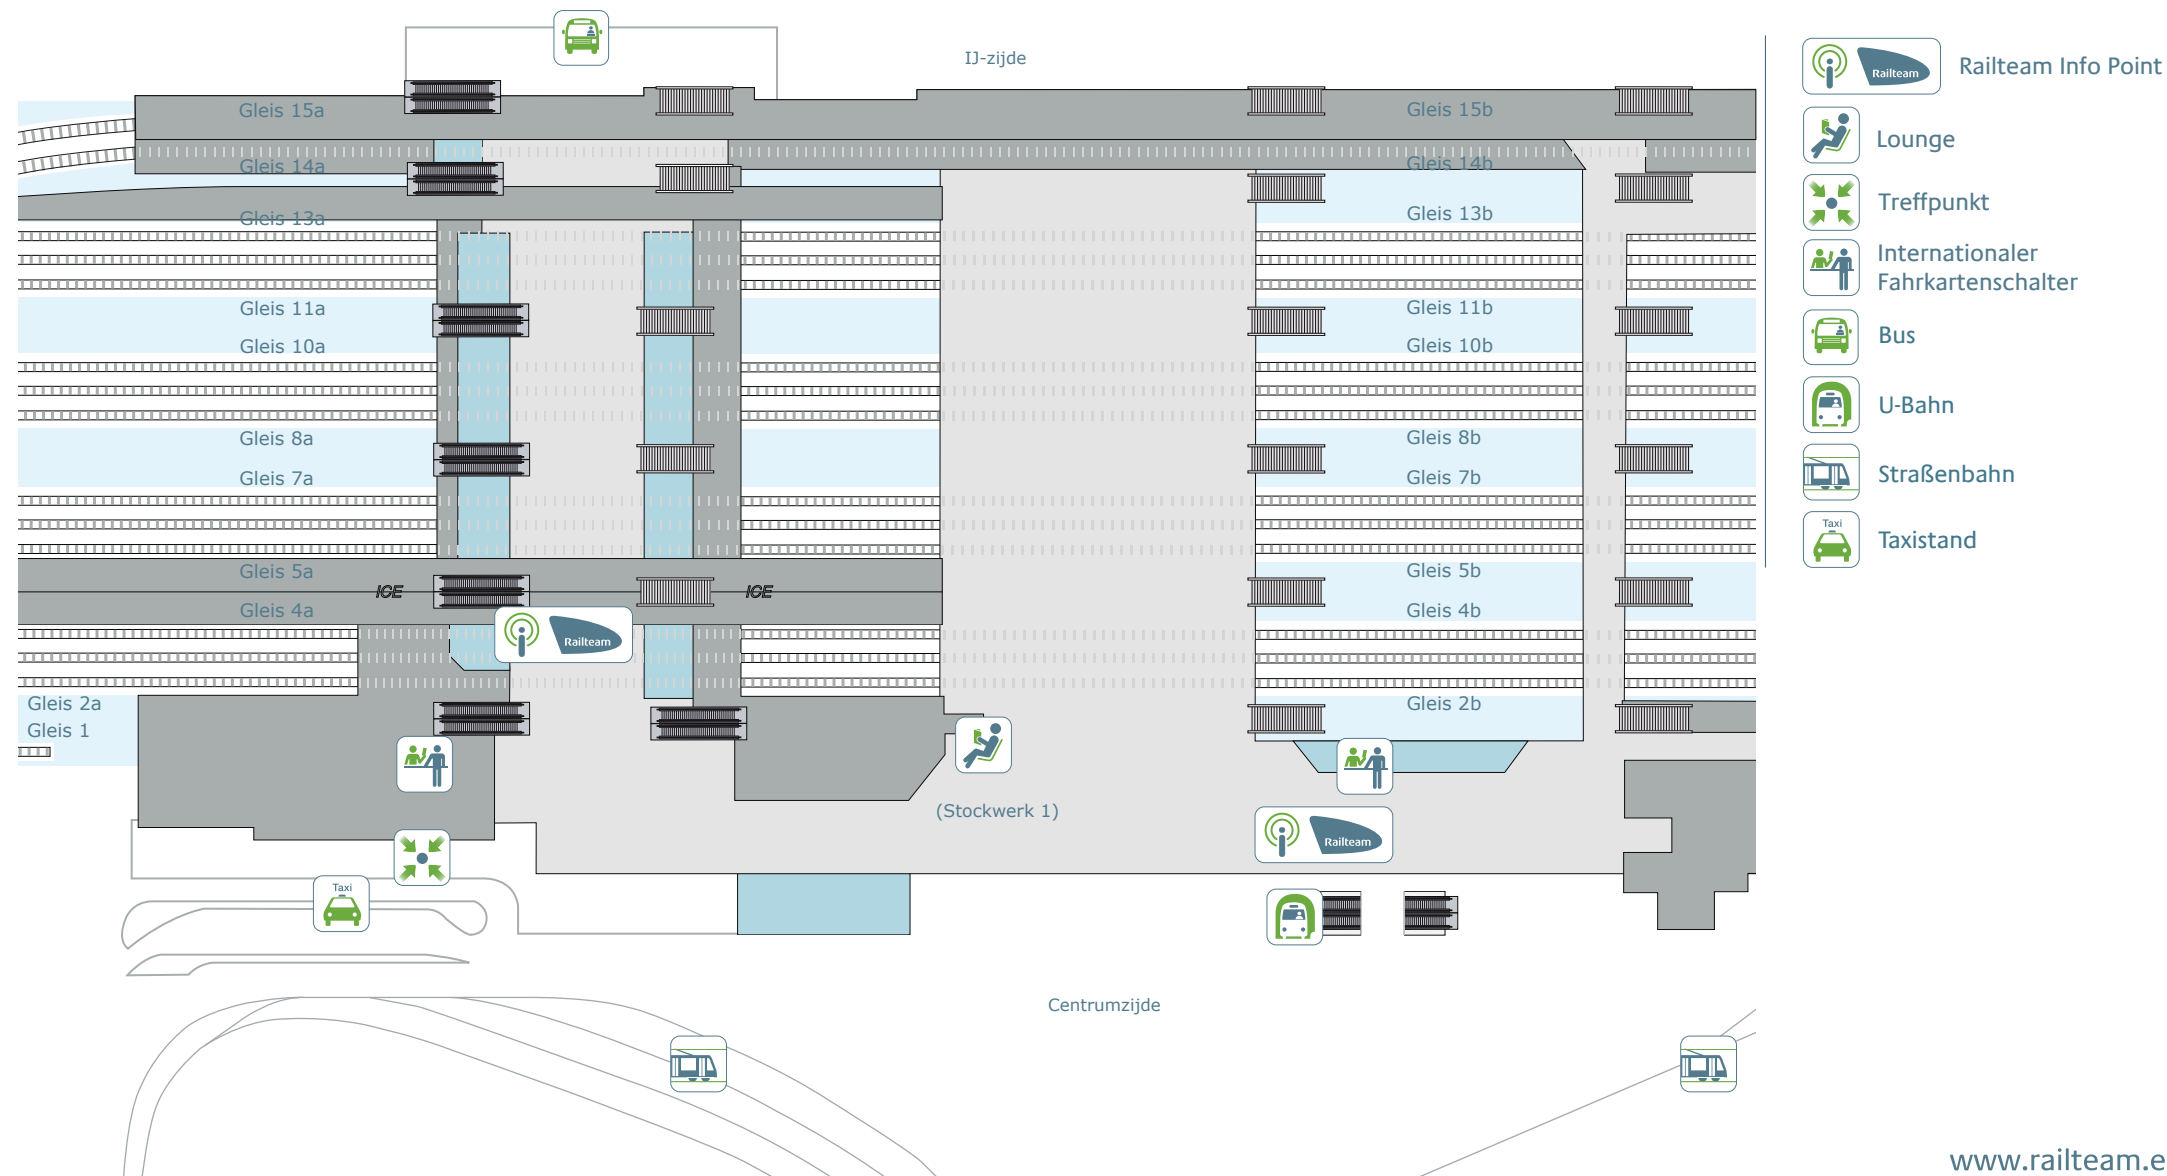 IJ-zijde
Gleis 15a
Gleis 15b
Gleis 14a
Gleis 14b
Gleis 13a
Gleis 13b
Gleis 11a
Gleis 11b
Gleis 10a
Gleis 10b
Gleis 8a
Gleis 8b
Gleis 7a
Gleis 7b
Gleis 5a
Gleis 5b
ICE
ICE
Gleis 4a
Gleis 4b
Railteam
Gleis 2a
Gleis 2b
Gleis 1
(Stockwerk 1)
Railteam
Taxi
Centrumzijde
Railteam
Railteam Info Point
Lounge
Treffpunkt
Internationaler
Fahrkartenschalter
Bus
U-Bahn
Straßenbahn
Taxi
Taxistand
www.railteam.e